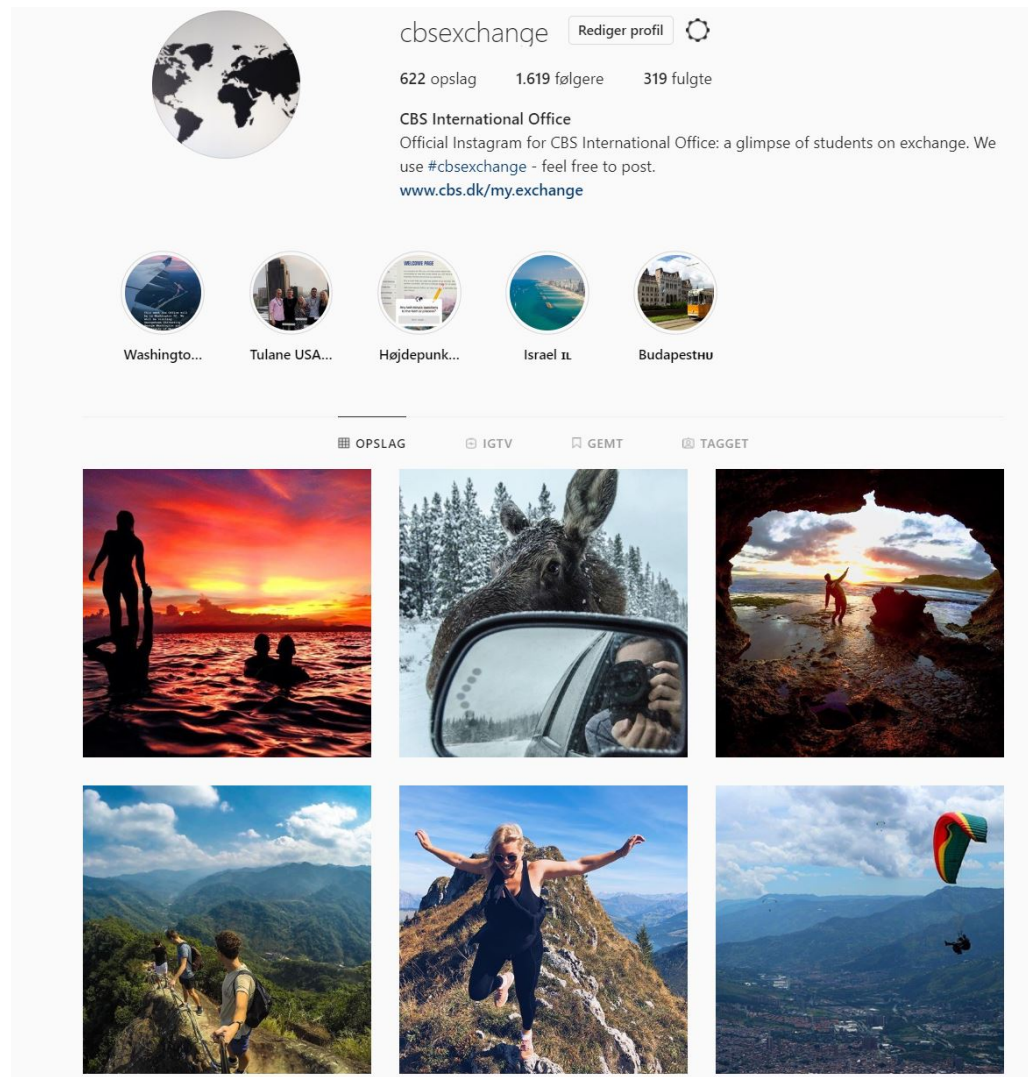 cbsexchange Rediger profil
622 opslag 1.619 følgere 319 fulgte
CBS International Office
Official Instagram for CBS International Office: a glimpse of students on exchange. We
use #cbsexchange - feel free to post.
www.cbs.dk/my.exchange
WELCOME PAGE
Washingto... Tulane USA... Højdepunk... Israel IL BudapestHU
OPSLAG IGTV GEMT TAGGET